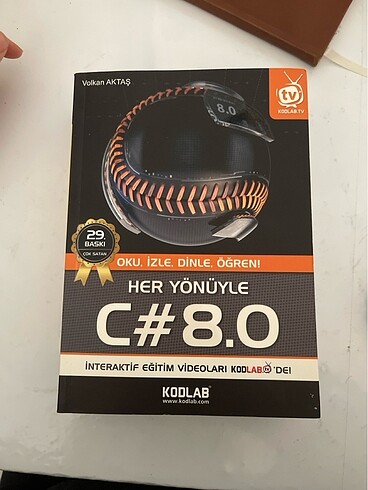 Volkan AKTAŞ
tv
KODLAB.TV
8.0
29.
BASKI
ÇOK SATAN
OKU, İZLE, DİNLE, ÖĞREN!
HER YÖNÜYLE
C# 8.0
İNTERAKTİF EĞİTİM VİDEOLARI KODLAB.tv 'DE!
KODLAB
www.kodlab.com